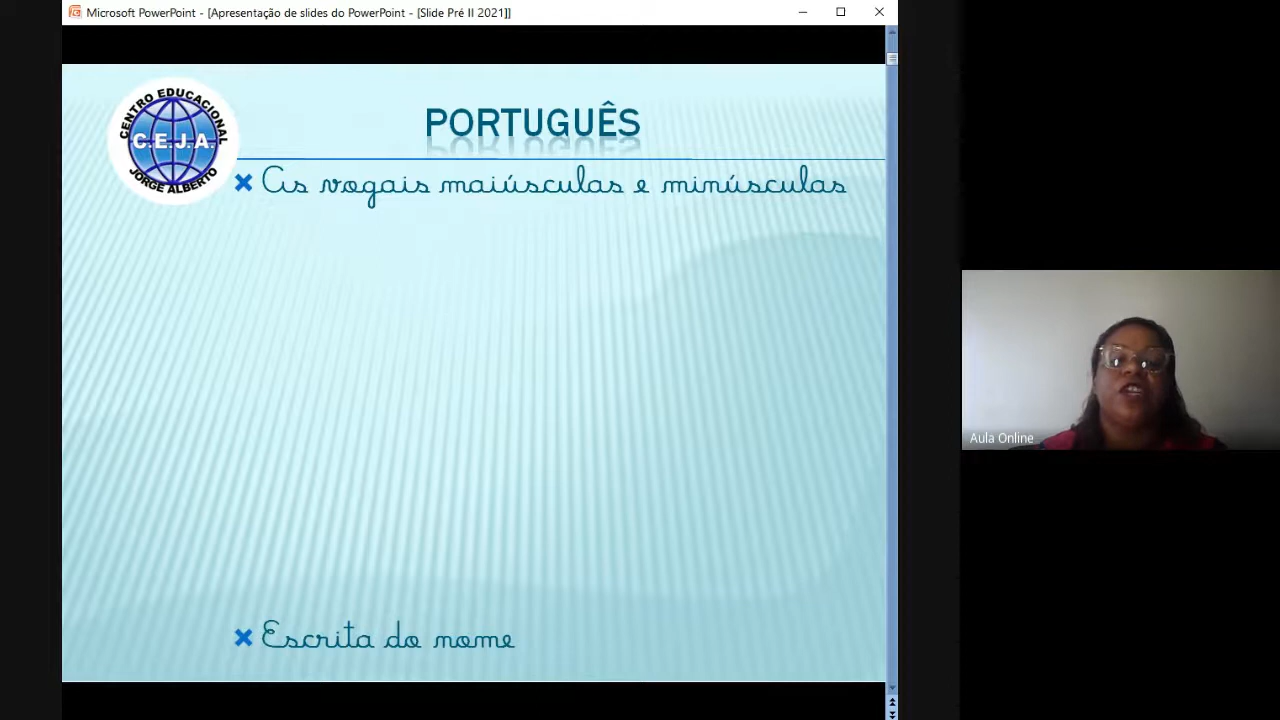 Microsoft PowerPoint - [Apresentação de slides do PowerPoint - [Slide Pré II 2021]]
CENTRO EDUCACIONAL
C.E.J.A.
JORGE ALBERTO
PORTUGUÊS
As vogais maiúsculas e minúsculas
Aula Online
Escrita do nome